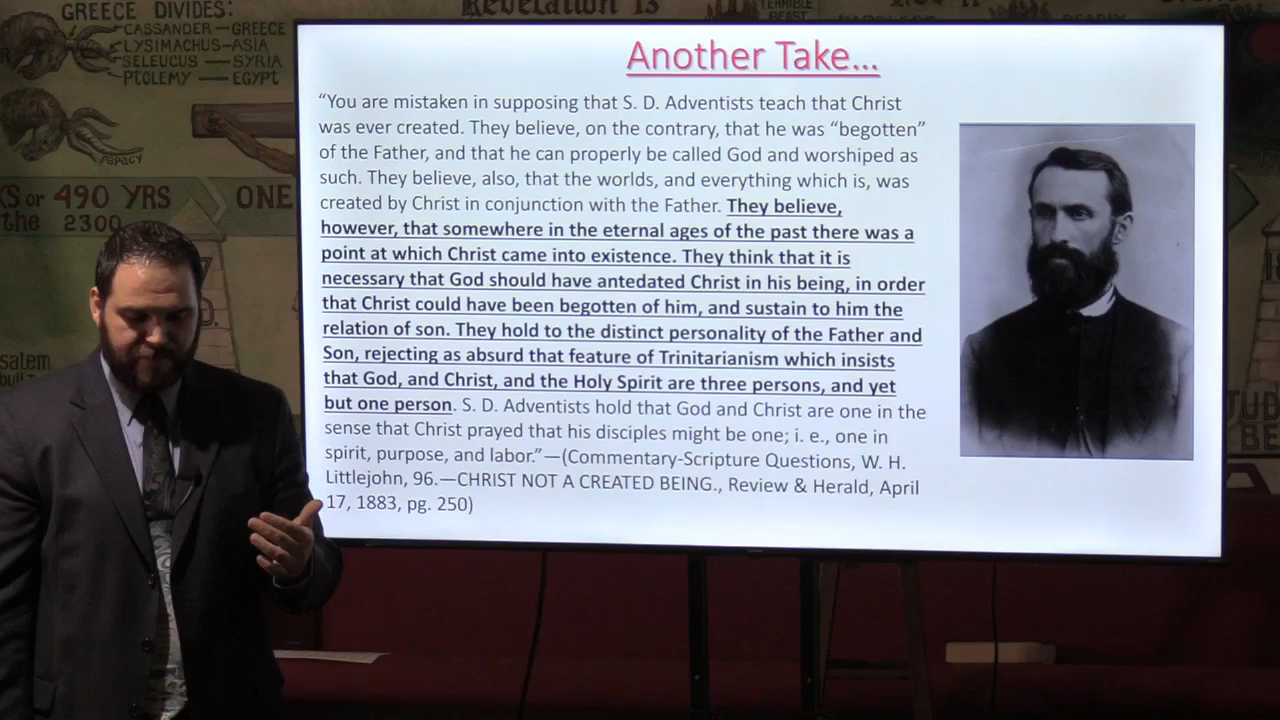 GREECE DIVIDES:
CASSANDER – GREECE
LYSIMACHUS – ASIA
SELEUCUS — SYRIA
PTOLEMY — EGYPT
PAPACY
KS or 490 YRS
ONE
the 2300
salem
built
Revelation 13
TERRIBLE
BEAST
Another Take...
“You are mistaken in supposing that S. D. Adventists teach that Christ
was ever created. They believe, on the contrary, that he was “begotten”
of the Father, and that he can properly be called God and worshiped as
such. They believe, also, that the worlds, and everything which is, was
created by Christ in conjunction with the Father. They believe,
however, that somewhere in the eternal ages of the past there was a
point at which Christ came into existence. They think that it is
necessary that God should have antedated Christ in his being, in order
that Christ could have been begotten of him, and sustain to him the
relation of son. They hold to the distinct personality of the Father and
Son, rejecting as absurd that feature of Trinitarianism which insists
that God, and Christ, and the Holy Spirit are three persons, and yet
but one person. S. D. Adventists hold that God and Christ are one in the
sense that Christ prayed that his disciples might be one; i. e., one in
spirit, purpose, and labor.”—(Commentary-Scripture Questions, W. H.
Littlejohn, 96.—CHRIST NOT A CREATED BEING., Review & Herald, April
17, 1883, pg. 250)